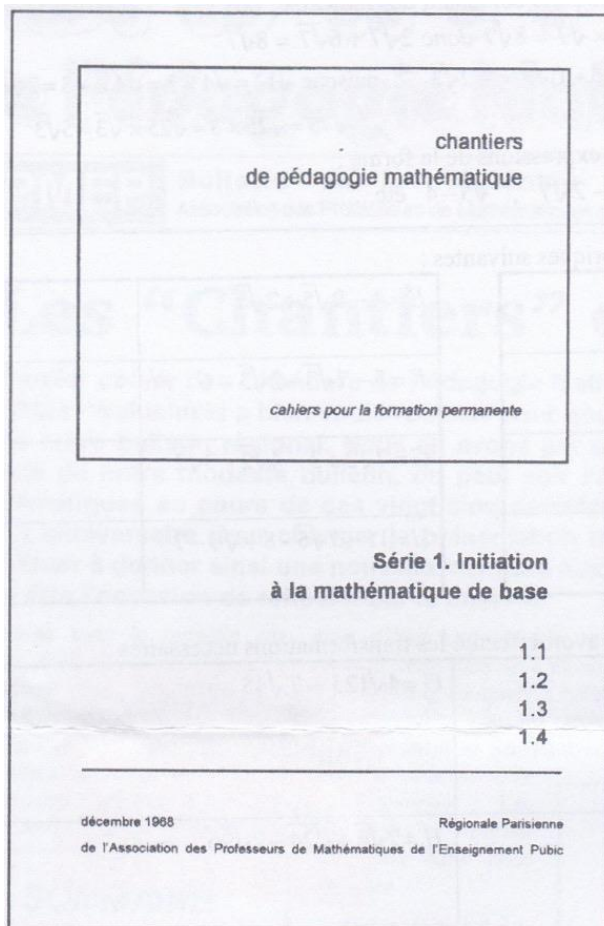 chantiers
de pédagogie mathématique
cahiers pour la formation permanente
Série 1. Initiation
à la mathématique de base
1.1
1.2
1.3
1.4
décembre 1968 Régionale Parisienne
de l'Association des Professeurs de Mathématiques de l'Enseignement Pubic